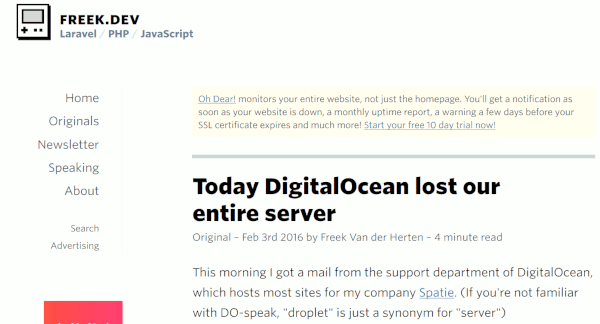 FREEK.DEV
Laravel / PHP / JavaScript
Home
Originals
Newsletter
Speaking
About
Search
Advertising
Oh Dear! monitors your entire website, not just the homepage. You'll get a notification as
soon as your website is down, a monthly uptime report, a warning a few days before your
SSL certificate expires and much more! Start your free 10 day trial now!
Today DigitalOcean lost our
entire server
Original – Feb 3rd 2016 by Freek Van der Herten – 4 minute read
This morning I got a mail from the support department of DigitalOcean,
which hosts most sites for my company Spatie. (If you're not familiar
with DO-speak, "droplet" is just a synonym for "server")